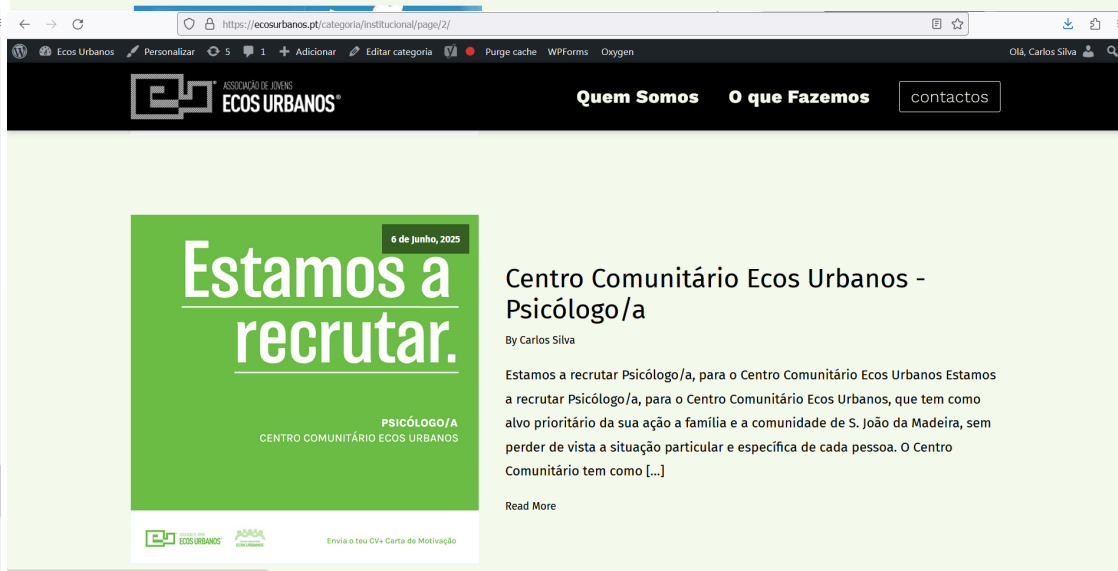 https://ecosurbanos.pt/categoria/institucional/page/2/
Ecos Urbanos Personalizar 5 1 Adicionar Editar categoria Purge cache WPForms Oxygen Olá, Carlos Silva
ASSOCIAÇÃO DE JOVENS
ECOS URBANOS®
Quem Somos O que Fazemos contactos
6 de Junho, 2025
Estamos a
recrutar.
PSICÓLOGO/A
CENTRO COMUNITÁRIO ECOS URBANOS
ECOS URBANOS
Envia o teu CV+ Carta de Motivação
Centro Comunitário Ecos Urbanos -
Psicólogo/a
By Carlos Silva
Estamos a recrutar Psicólogo/a, para o Centro Comunitário Ecos Urbanos Estamos
a recrutar Psicólogo/a, para o Centro Comunitário Ecos Urbanos, que tem como
alvo prioritário da sua ação a família e a comunidade de S. João da Madeira, sem
perder de vista a situação particular e específica de cada pessoa. O Centro
Comunitário tem como [...]
Read More